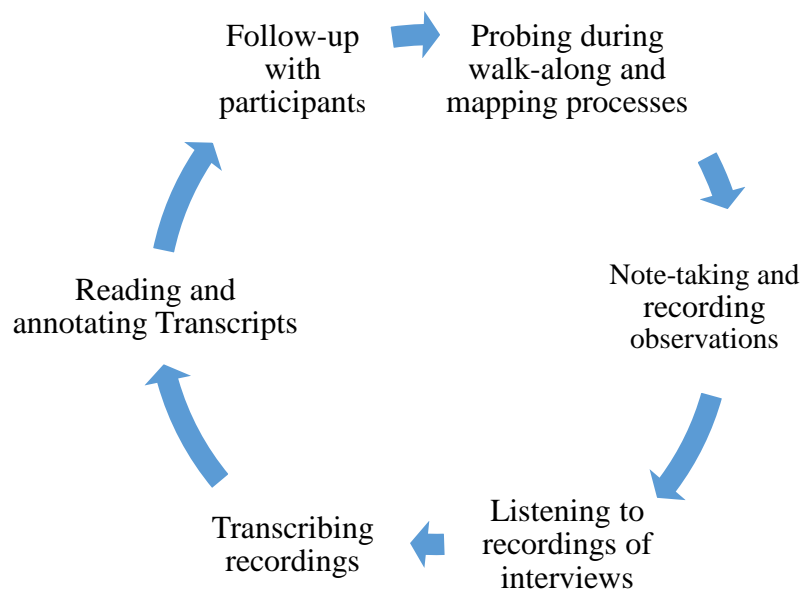 Follow-up
with
participants
Probing during
walk-along and
mapping processes
Note-taking and
recording
observations
Listening to
recordings of
interviews
Transcribing
recordings
Reading and
annotating Transcripts